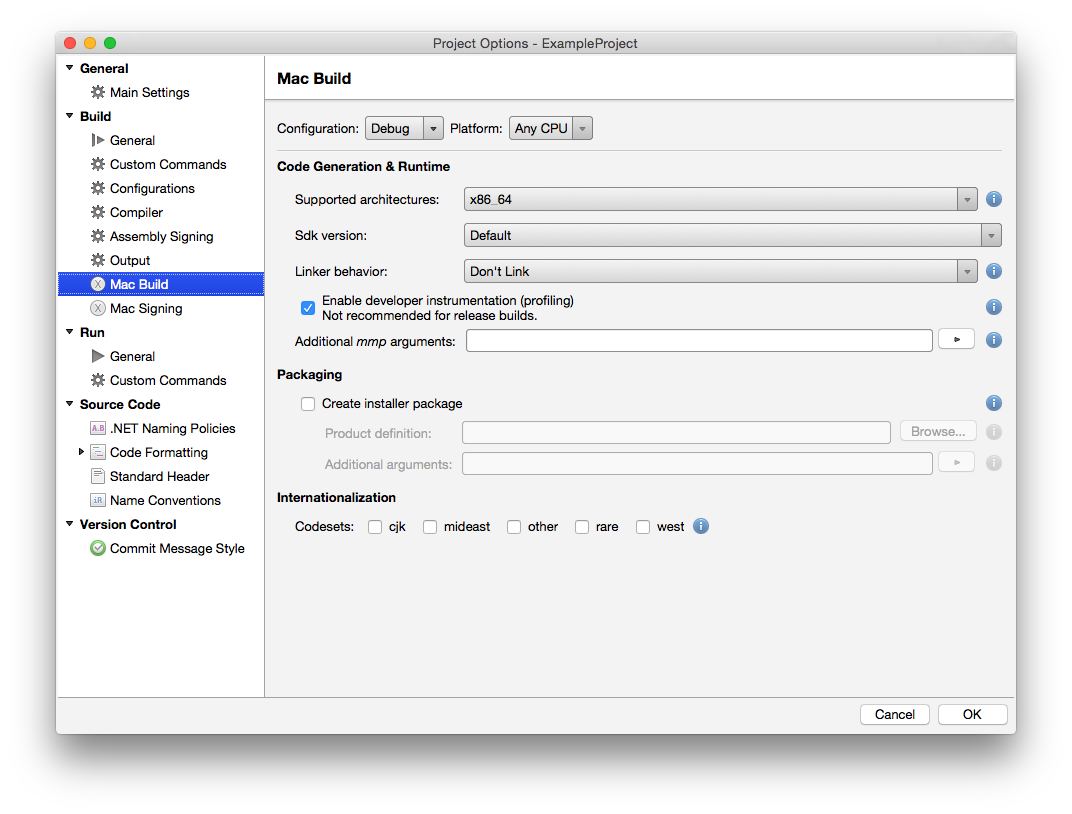 Project Options - ExampleProject
General
Main Settings
Build
General
Custom Commands
Configurations
Compiler
Assembly Signing
Output
Mac Build
Mac Signing
Run
General
Custom Commands
Source Code
A.B .NET Naming Policies
Code Formatting
Standard Header
iR Name Conventions
Version Control
Commit Message Style
Mac Build
Configuration: Debug Platform: Any CPU
Code Generation & Runtime
Supported architectures: x86_64
Sdk version: Default
Linker behavior: Don't Link
Enable developer instrumentation (profiling)
Not recommended for release builds.
Additional mmp arguments:
Packaging
Create installer package
Product definition: Browse...
Additional arguments:
Internationalization
Codesets: cjk mideast other rare west
Cancel OK